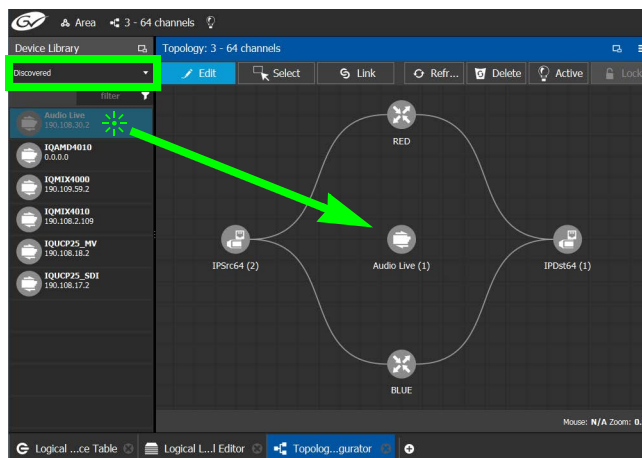 GV Area 3 - 64 channels
Device Library
Topology: 3 - 64 channels
Discovered
Edit Select Link Refr... Delete Active Lock
filter
Audio Live
190.108.30.2
IQAMD4010
0.0.0.0
IQMIX4000
190.109.59.2
IQMIX4010
190.108.2.109
IQUCP25_MV
190.108.18.2
IQUCP25_SDI
190.108.17.2
RED
IPSrc64 (2) Audio Live (1) IPDst64 (1)
BLUE
Mouse: N/A Zoom: 0.
Logical ...ce Table Logical L...l Editor Topolog...gurator